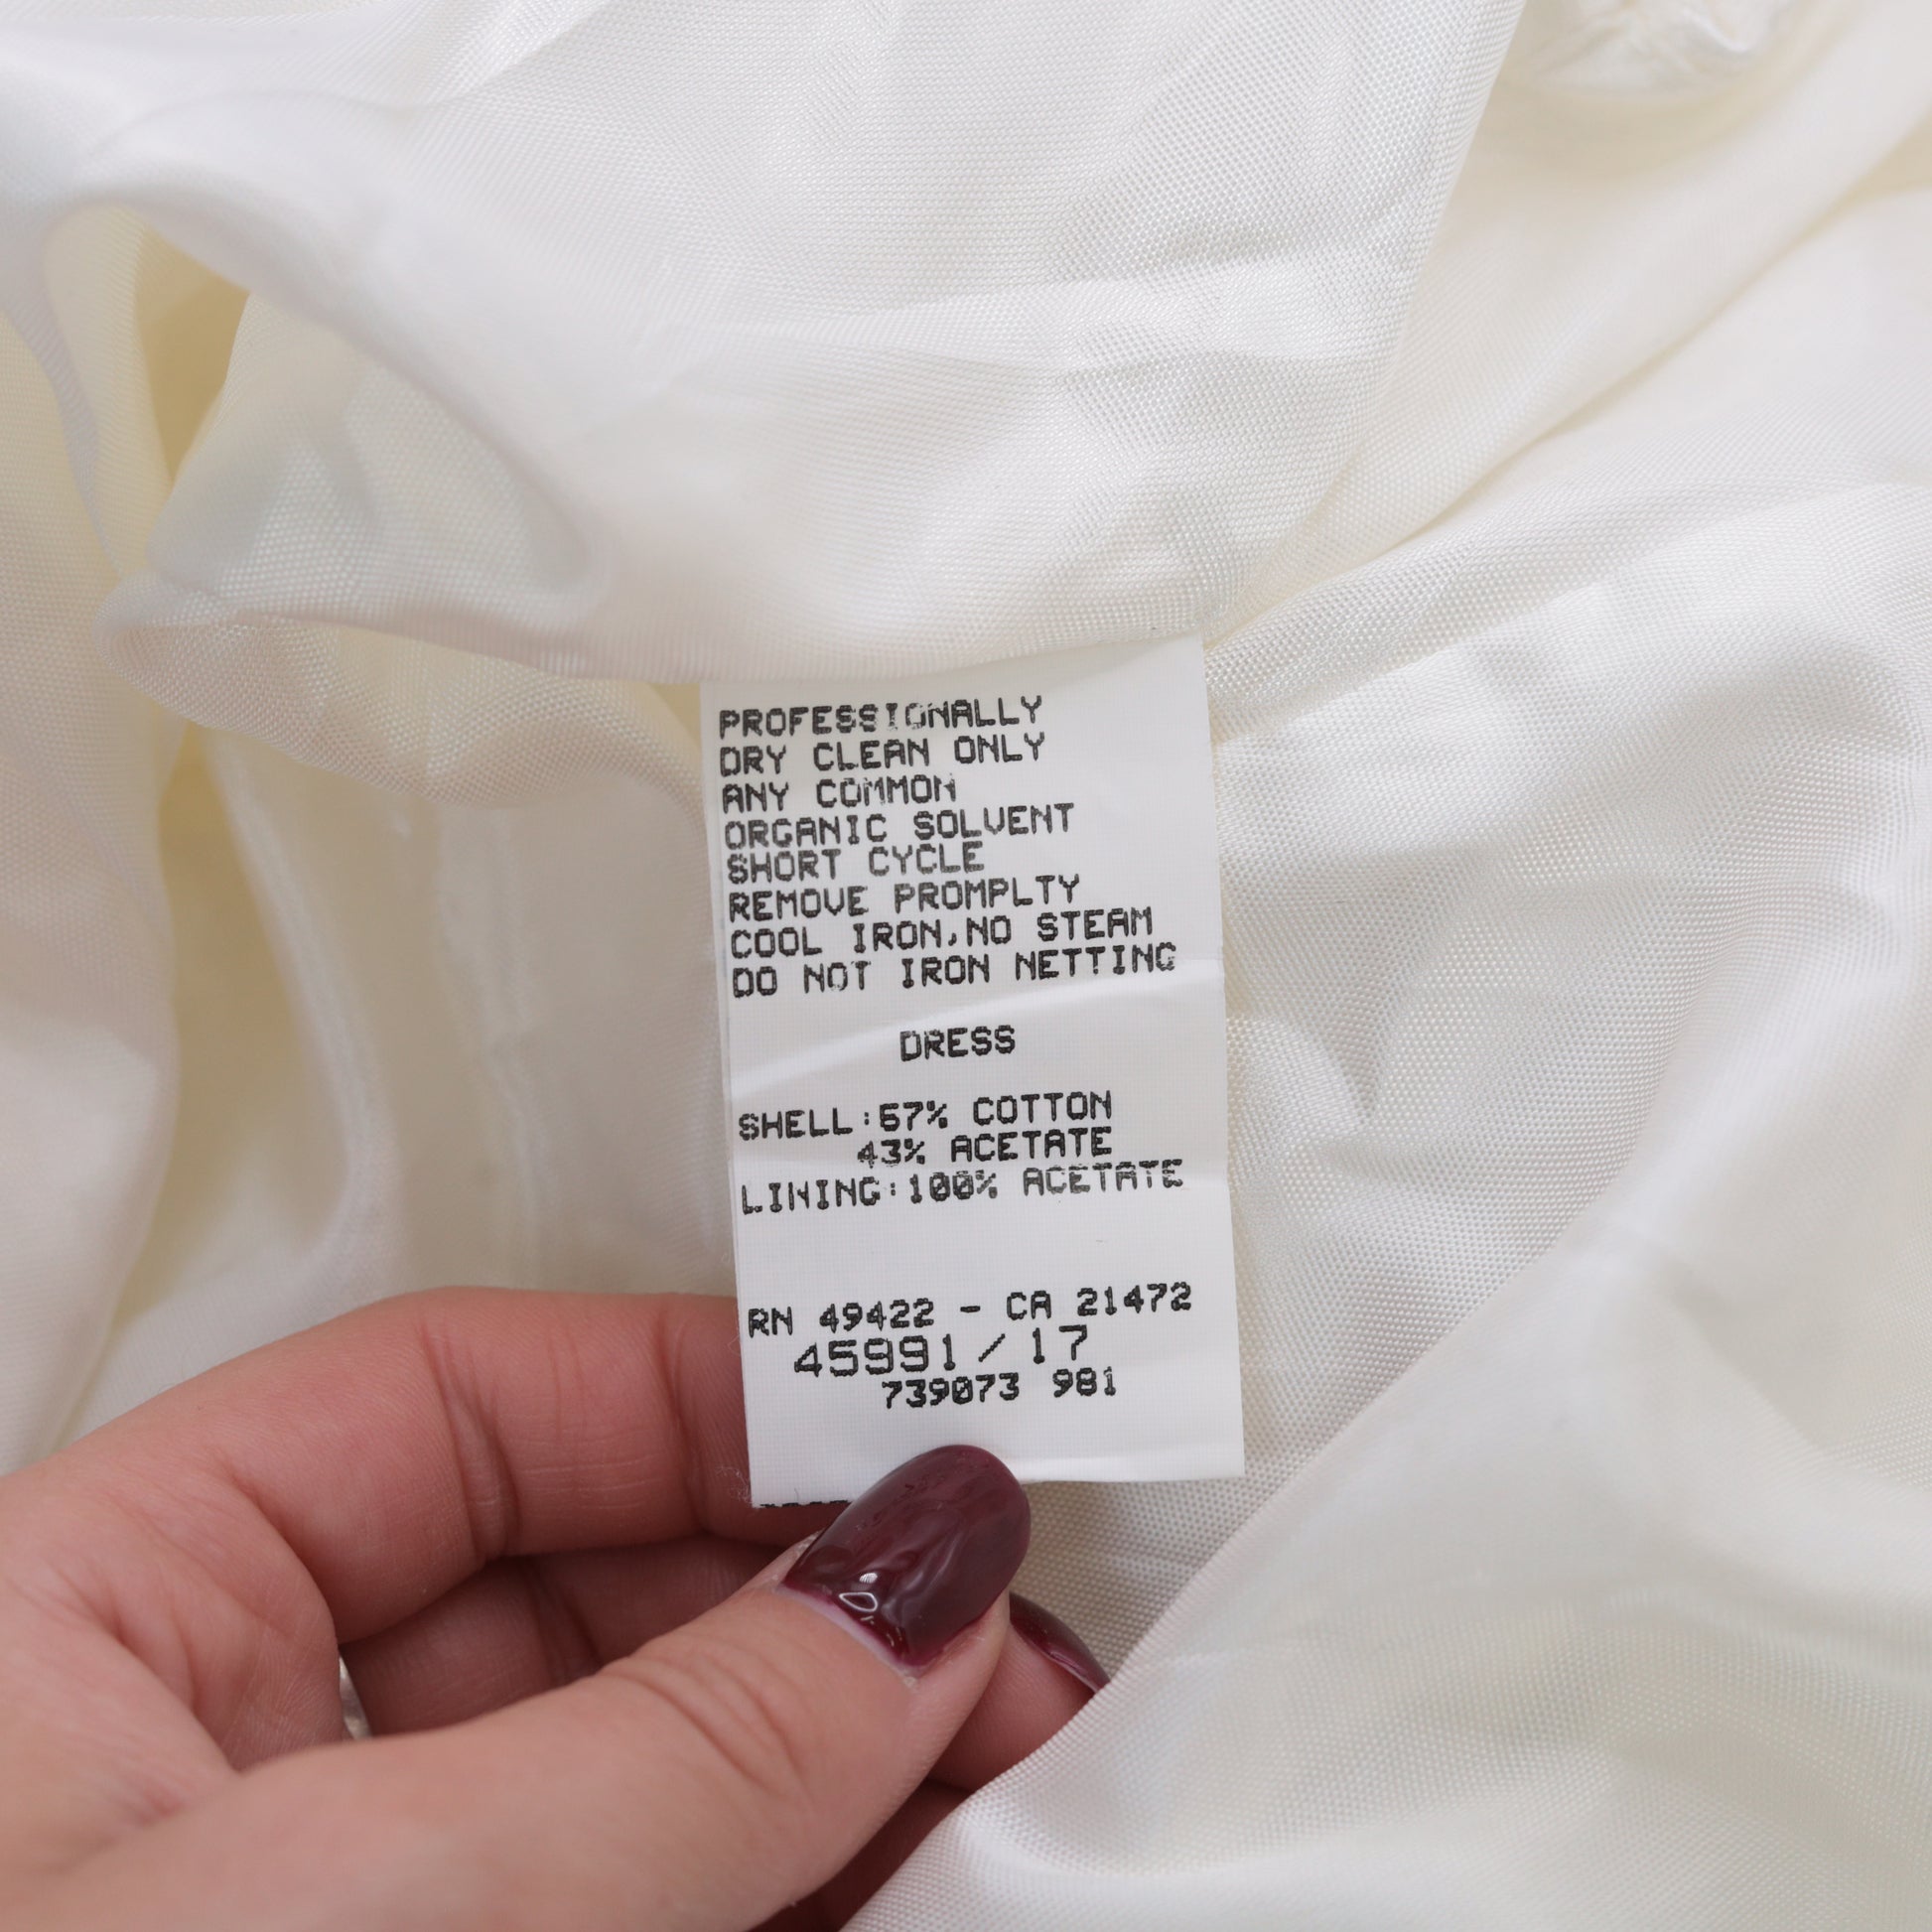 PROFESSIONALLY
DRY CLEAN ONLY
ANY COMMON
ORGANIC SOLVENT
SHORT CYCLE
REMOVE PROMPLTY
COOL IRON,NO STEAM
DO NOT IRON NETTING
DRESS
SHELL:57% COTTON
43% ACETATE
LINING:100% ACETATE
RN 49422 - CA 21472
45991/17
739073 981